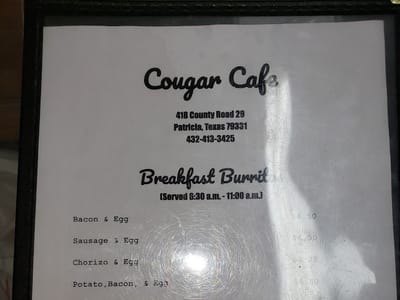 Cougar Cafe
418 County Road 29
Patricia, Texas 79331
432-413-3425
Breakfast Burritos
(Served 6:30 a.m. - 11:00 a.m.)
Bacon & Egg
Sausage & Egg
Chorizo & Egg
Potato,Bacon, & Egg